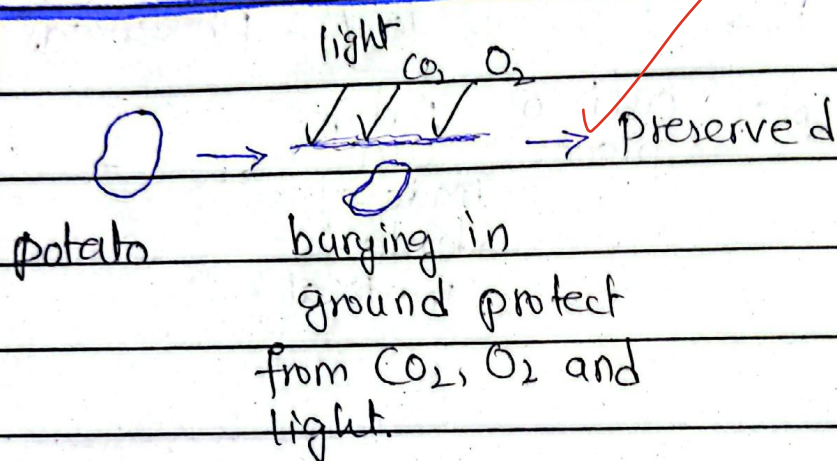 light
CO₂ O₂
Preserved
potato
burying in
ground protect
from CO₂, O₂ and
light.